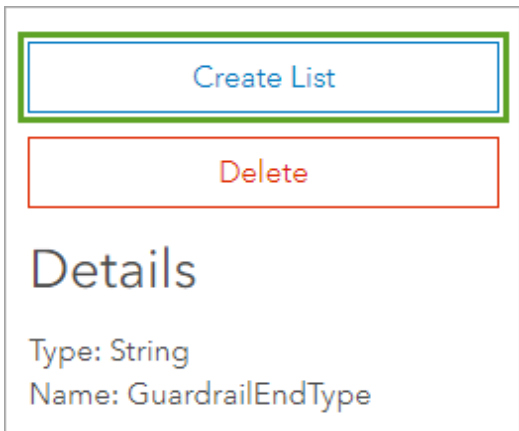 Create List
Delete
Details
Type: String
Name: GuardrailEndType